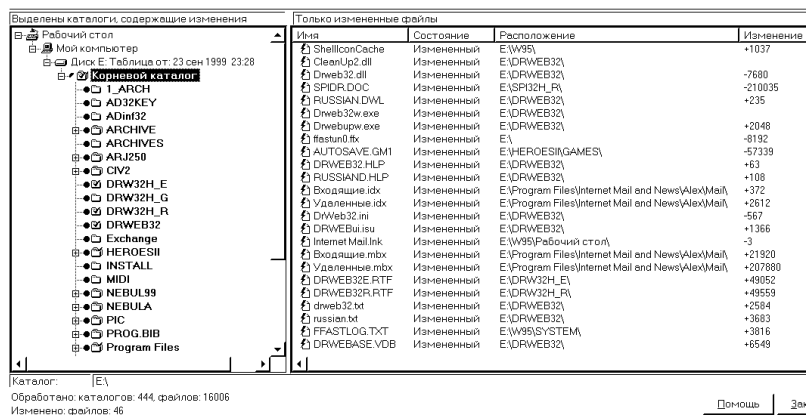 Выделены каталоги, содержащие изменения
Рабочий стол
Мой компьютер
Диск E: Таблица от: 23 сен 1999 23:28
Корневой каталог
1_ARCH
AD32KEY
ADinf32
ARCHIVE
ARCHIVES
ARJ250
CIV2
DRW32H_E
DRW32H_G
DRW32H_R
DRWEB32
Exchange
HEROESII
INSTALL
MIDI
NEBUL99
NEBULA
PIC
PROG.BIB
Program Files
Только измененные файлы
Имя Состояние Расположение Изменение
ShellIconCache Измененный E:\W95\ +1037
CleanUp2.dll Измененный E:\DRWEB32\
Drweb32.dll Измененный E:\DRWEB32\ -7680
SPIDR.DOC Измененный E:\SPI32H_R\ -210035
RUSSIAN.DWL Измененный E:\DRWEB32\ +235
Drweb32w.exe Измененный E:\DRWEB32\
Drwebupw.exe Измененный E:\DRWEB32\ +2048
ffastun0.ffx Измененный E:\ -8192
AUTOSAVE.GM1 Измененный E:\HEROESII\GAMES\ -57339
DRWEB32.HLP Измененный E:\DRWEB32\ +63
RUSSIAND.HLP Измененный E:\DRWEB32\ +108
Входящие.idx Измененный E:\Program Files\Internet Mail and News\Alex\Mail\ +372
Удаленные.idx Измененный E:\Program Files\Internet Mail and News\Alex\Mail\ +2612
DrWeb32.ini Измененный E:\DRWEB32\ -567
DRWEBui.isu Измененный E:\DRWEB32\ +1366
Internet Mail.lnk Измененный E:\W95\Рабочий стол\ -3
Входящие.mbx Измененный E:\Program Files\Internet Mail and News\Alex\Mail\ +21920
Удаленные.mbx Измененный E:\Program Files\Internet Mail and News\Alex\Mail\ +207880
DRWEB32E.RTF Измененный E:\DRW32H_E\ +49052
DRWEB32R.RTF Измененный E:\DRW32H_R\ +49559
drweb32.txt Измененный E:\DRWEB32\ +2584
russian.txt Измененный E:\DRWEB32\ +3683
FFASTLOG.TXT Измененный E:\W95\SYSTEM\ +3816
DRWEBASE.VDB Измененный E:\DRWEB32\ +6549
Каталог: E:\
Обработано: каталогов: 444, файлов: 16006
Изменено: файлов: 46
Помощь Зак